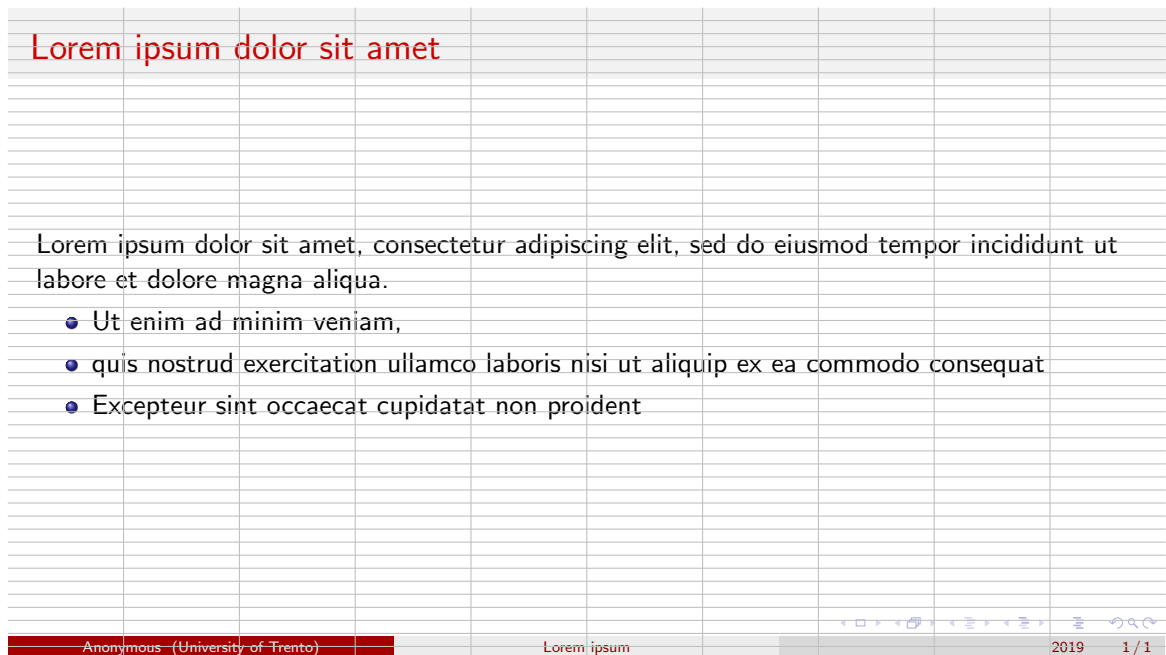 Lorem ipsum dolor sit amet
Lorem ipsum dolor sit amet, consectetur adipiscing elit, sed do eiusmod tempor incididunt ut
labore et dolore magna aliqua.
Ut enim ad minim veniam,
quis nostrud exercitation ullamco laboris nisi ut aliquip ex ea commodo consequat
Excepteur sint occaecat cupidatat non proident
Anonymous (University of Trento) Lorem ipsum 2019 1 / 1